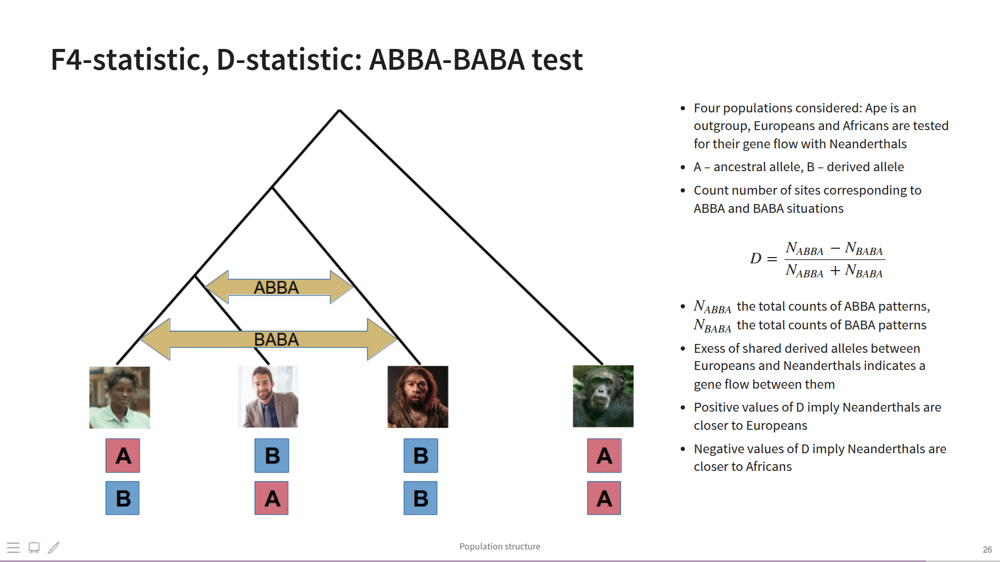 F4-statistic, D-statistic: ABBA-BABA test
ABBA
BABA
A B B A
B A B A
• Four populations considered: Ape is an
outgroup, Europeans and Africans are tested
for their gene flow with Neanderthals
• A – ancestral allele, B – derived allele
• Count number of sites corresponding to
ABBA and BABA situations
D = (N_ABBA − N_BABA) / (N_ABBA + N_BABA)
• N_ABBA the total counts of ABBA patterns,
N_BABA the total counts of BABA patterns
• Exess of shared derived alleles between
Europeans and Neanderthals indicates a
gene flow between them
• Positive values of D imply Neanderthals are
closer to Europeans
• Negative values of D imply Neanderthals are
closer to Africans
Population structure
26